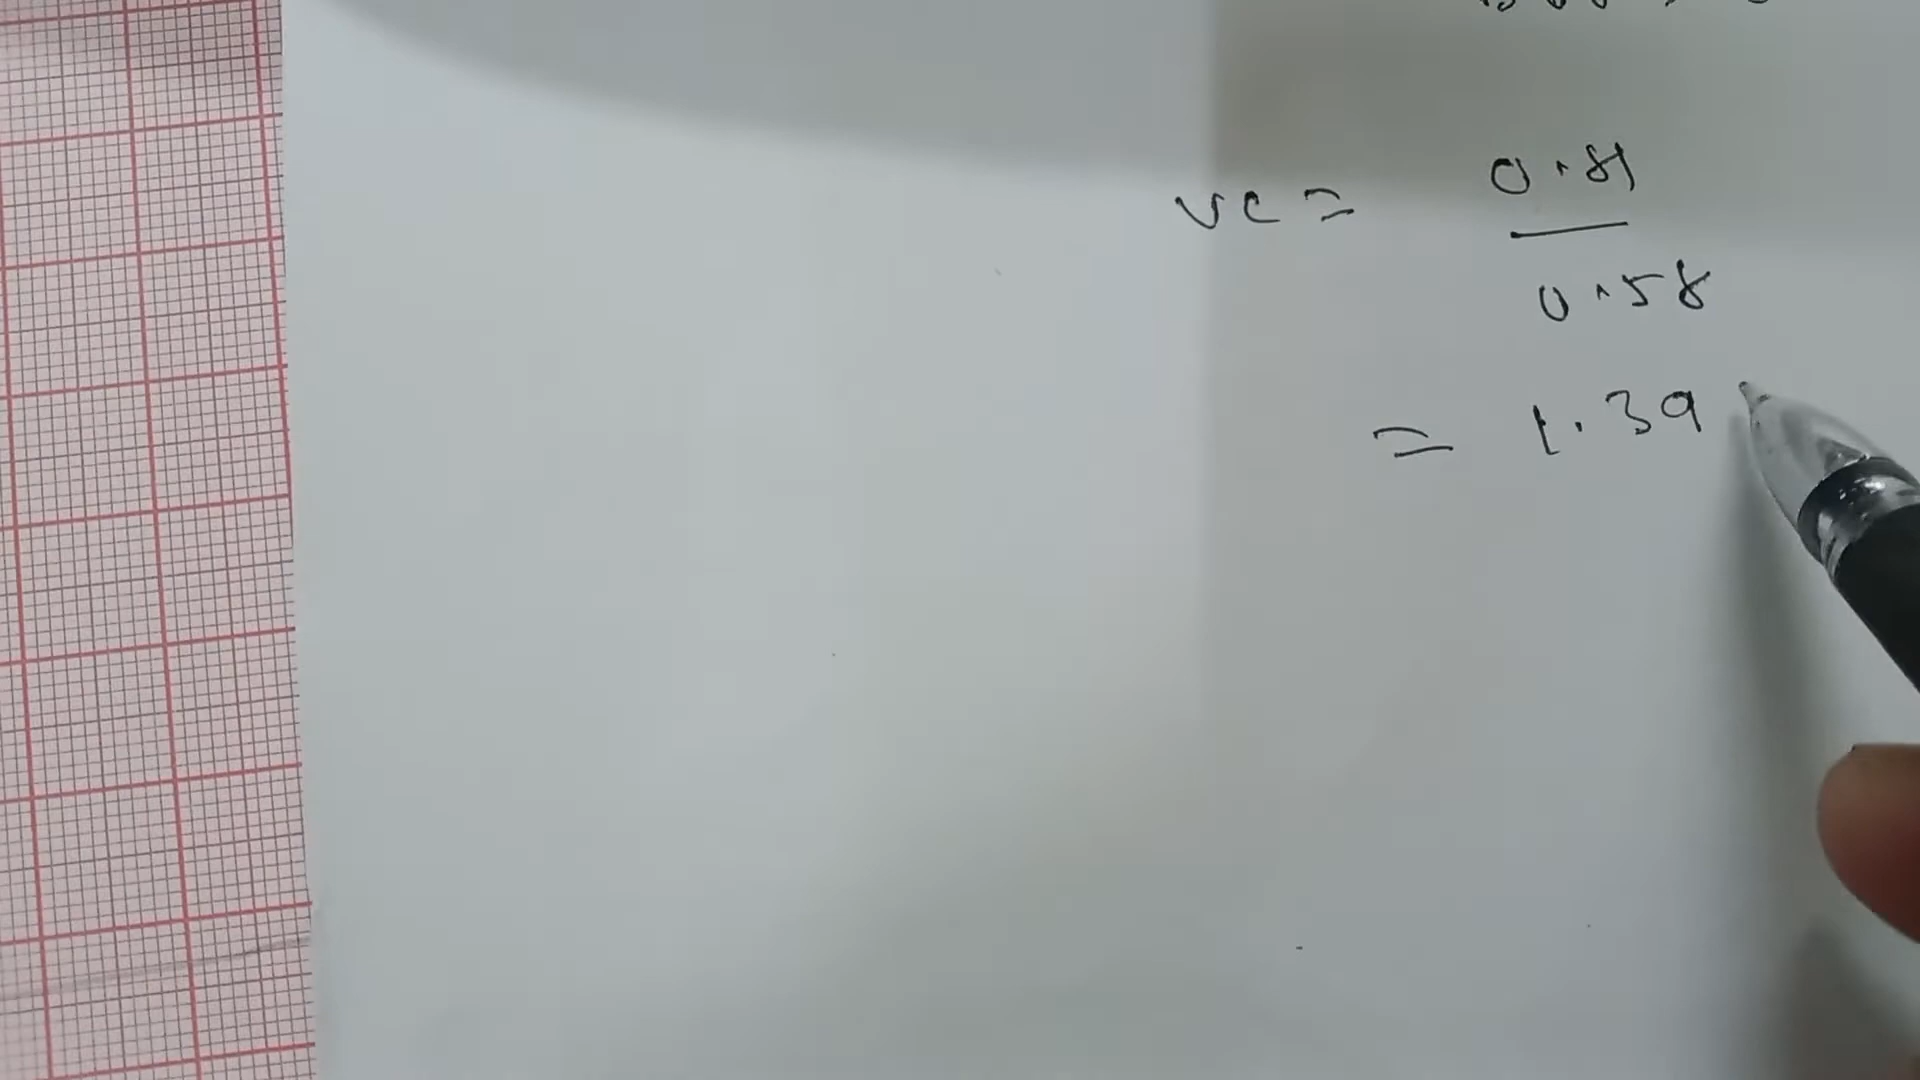 vc = 0.81
0.58
= 1.39